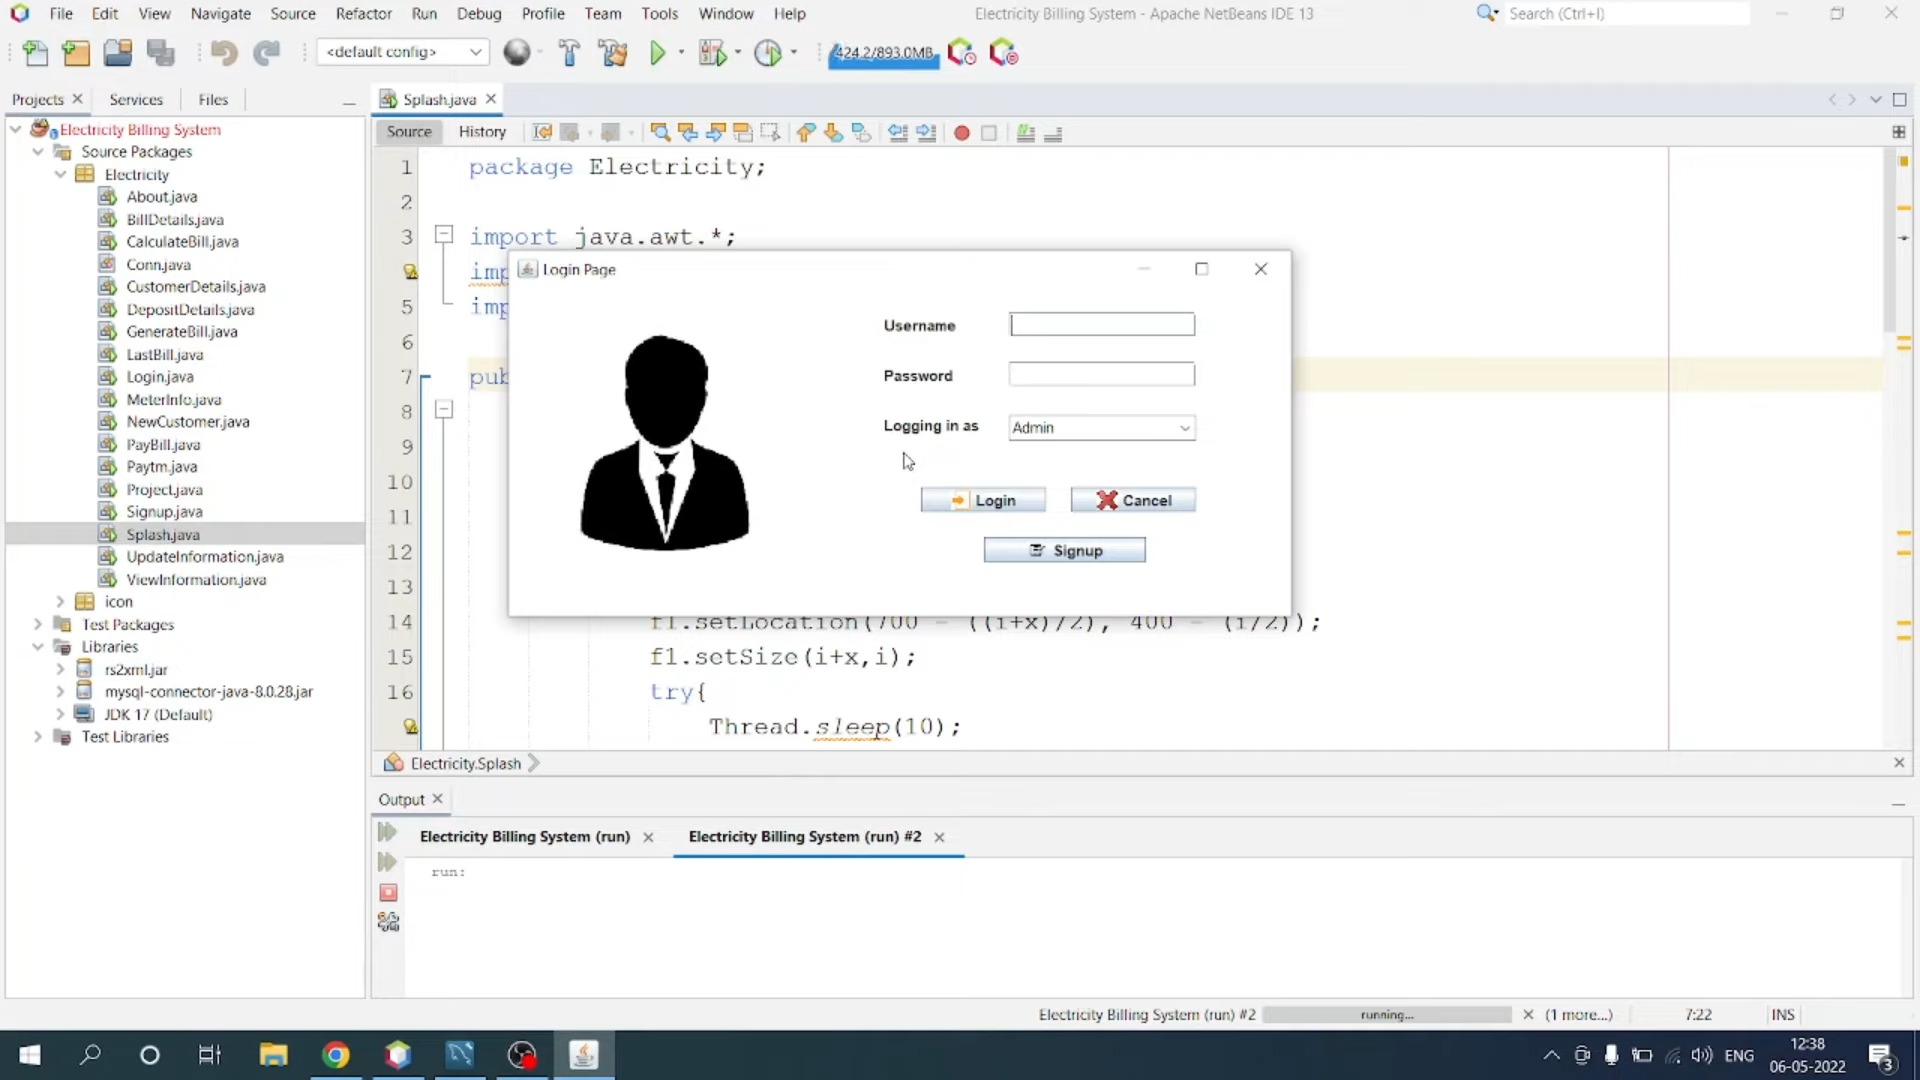 File Edit View Navigate Source Refactor Run Debug Profile Team Tools Window Help
Electricity Billing System - Apache NetBeans IDE 13
Search (Ctrl+I)
<default config>
424.2/893.0MB
Projects
Services
Files
Electricity Billing System
Source Packages
Electricity
About.java
BillDetails.java
CalculateBill.java
Conn.java
CustomerDetails.java
DepositDetails.java
GenerateBill.java
LastBill.java
Login.java
MeterInfo.java
NewCustomer.java
PayBill.java
Paytm.java
Project.java
Signup.java
Splash.java
UpdateInformation.java
ViewInformation.java
icon
Test Packages
Libraries
rs2xml.jar
mysql-connector-java-8.0.28.jar
JDK 17 (Default)
Test Libraries
Splash.java
Source
History
1 package Electricity;
2
3 import java.awt.*;
imp
5 imp
6
7 pub
8
9
10
11
12
13
14 f1.setLocation(700 - ((i+x)/2), 400 - (i/2));
15 f1.setSize(i+x,i);
16 try{
Thread.sleep(10);
Login Page
Username
Password
Logging in as Admin
Login
Cancel
Signup
Electricity.Splash
Output
Electricity Billing System (run)
Electricity Billing System (run) #2
run:
Electricity Billing System (run) #2 running... (1 more...) 7:22 INS
ENG
12:38
06-05-2022
3